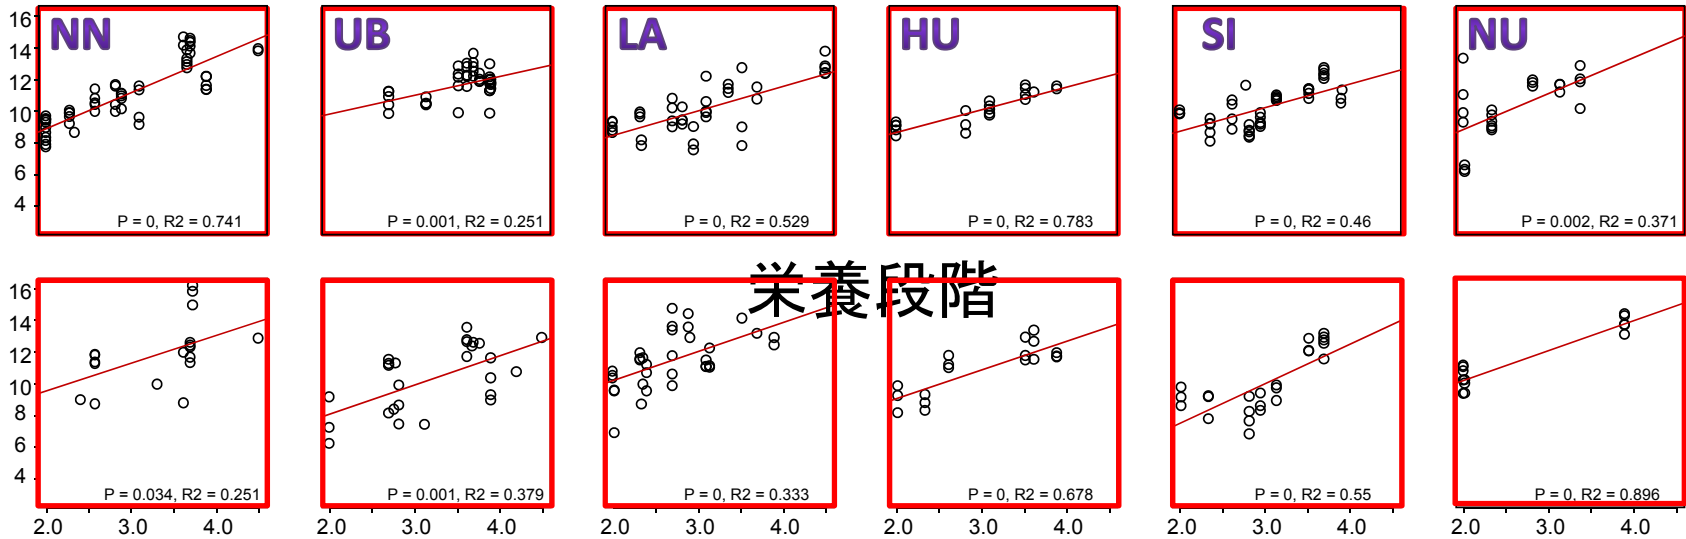 NN UB LA HU SI NU
16
14
12
10
8
6
4
P = 0, R2 = 0.741 P = 0.001, R2 = 0.251 P = 0, R2 = 0.529 P = 0, R2 = 0.783 P = 0, R2 = 0.46 P = 0.002, R2 = 0.371
栄養段階
16
14
12
10
8
6
4
P = 0.034, R2 = 0.251 P = 0.001, R2 = 0.379 P = 0, R2 = 0.333 P = 0, R2 = 0.678 P = 0, R2 = 0.55 P = 0, R2 = 0.896
2.0 3.0 4.0 2.0 3.0 4.0 2.0 3.0 4.0 2.0 3.0 4.0 2.0 3.0 4.0 2.0 3.0 4.0